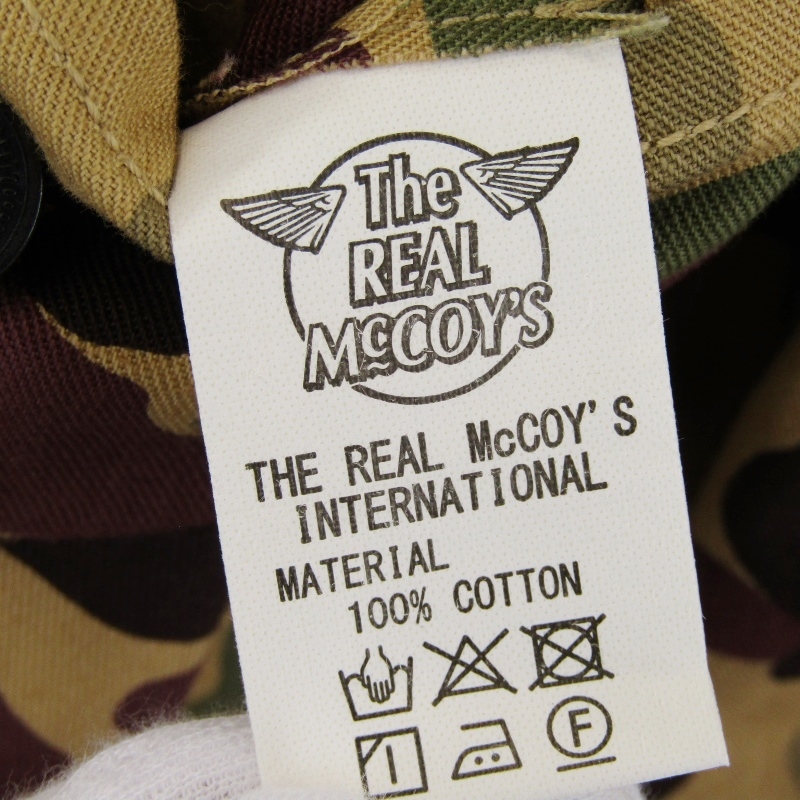 The
REAL
McCOY'S
THE REAL McCOY'S
INTERNATIONAL
MATERIAL
100% COTTON
F